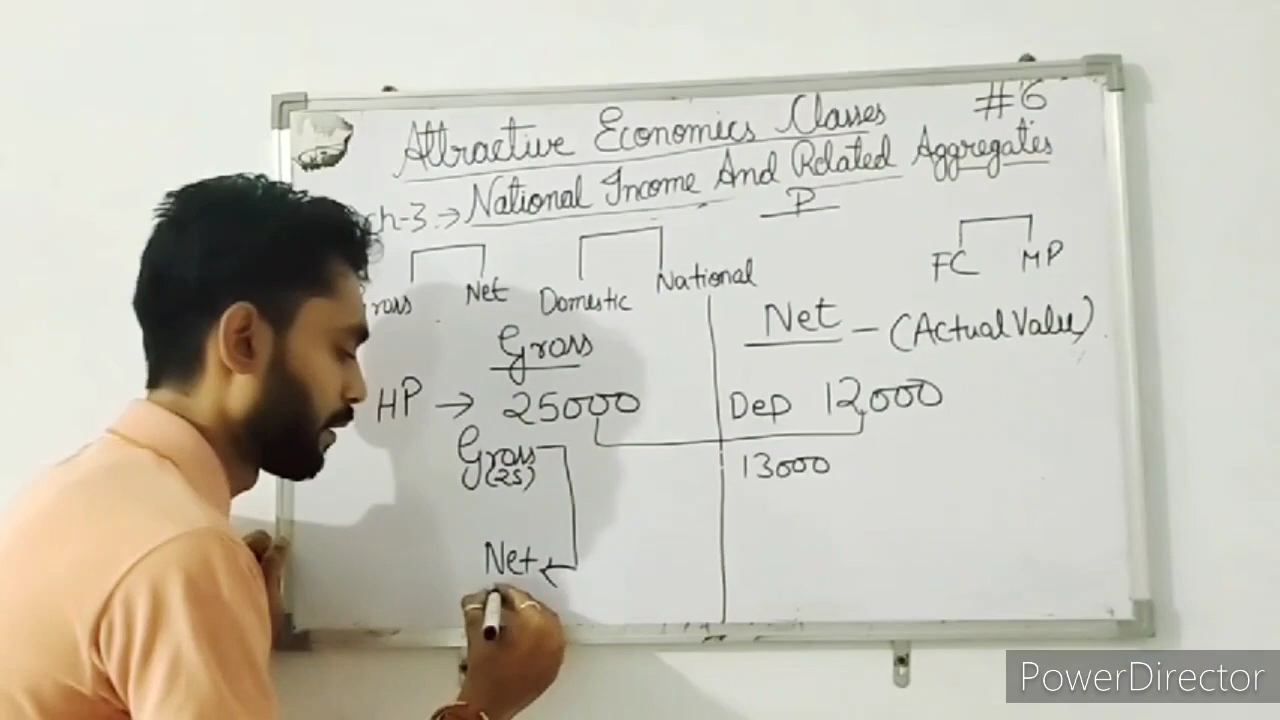 Attractive Economics Classes #6
ch-3.→ National Income And Related Aggregates
P
Gross Net Domestic National FC MP
Gross Net - (Actual Value)
HP → 25000 Dep 12,000
Gross 13000
(25)
Net
PowerDirector